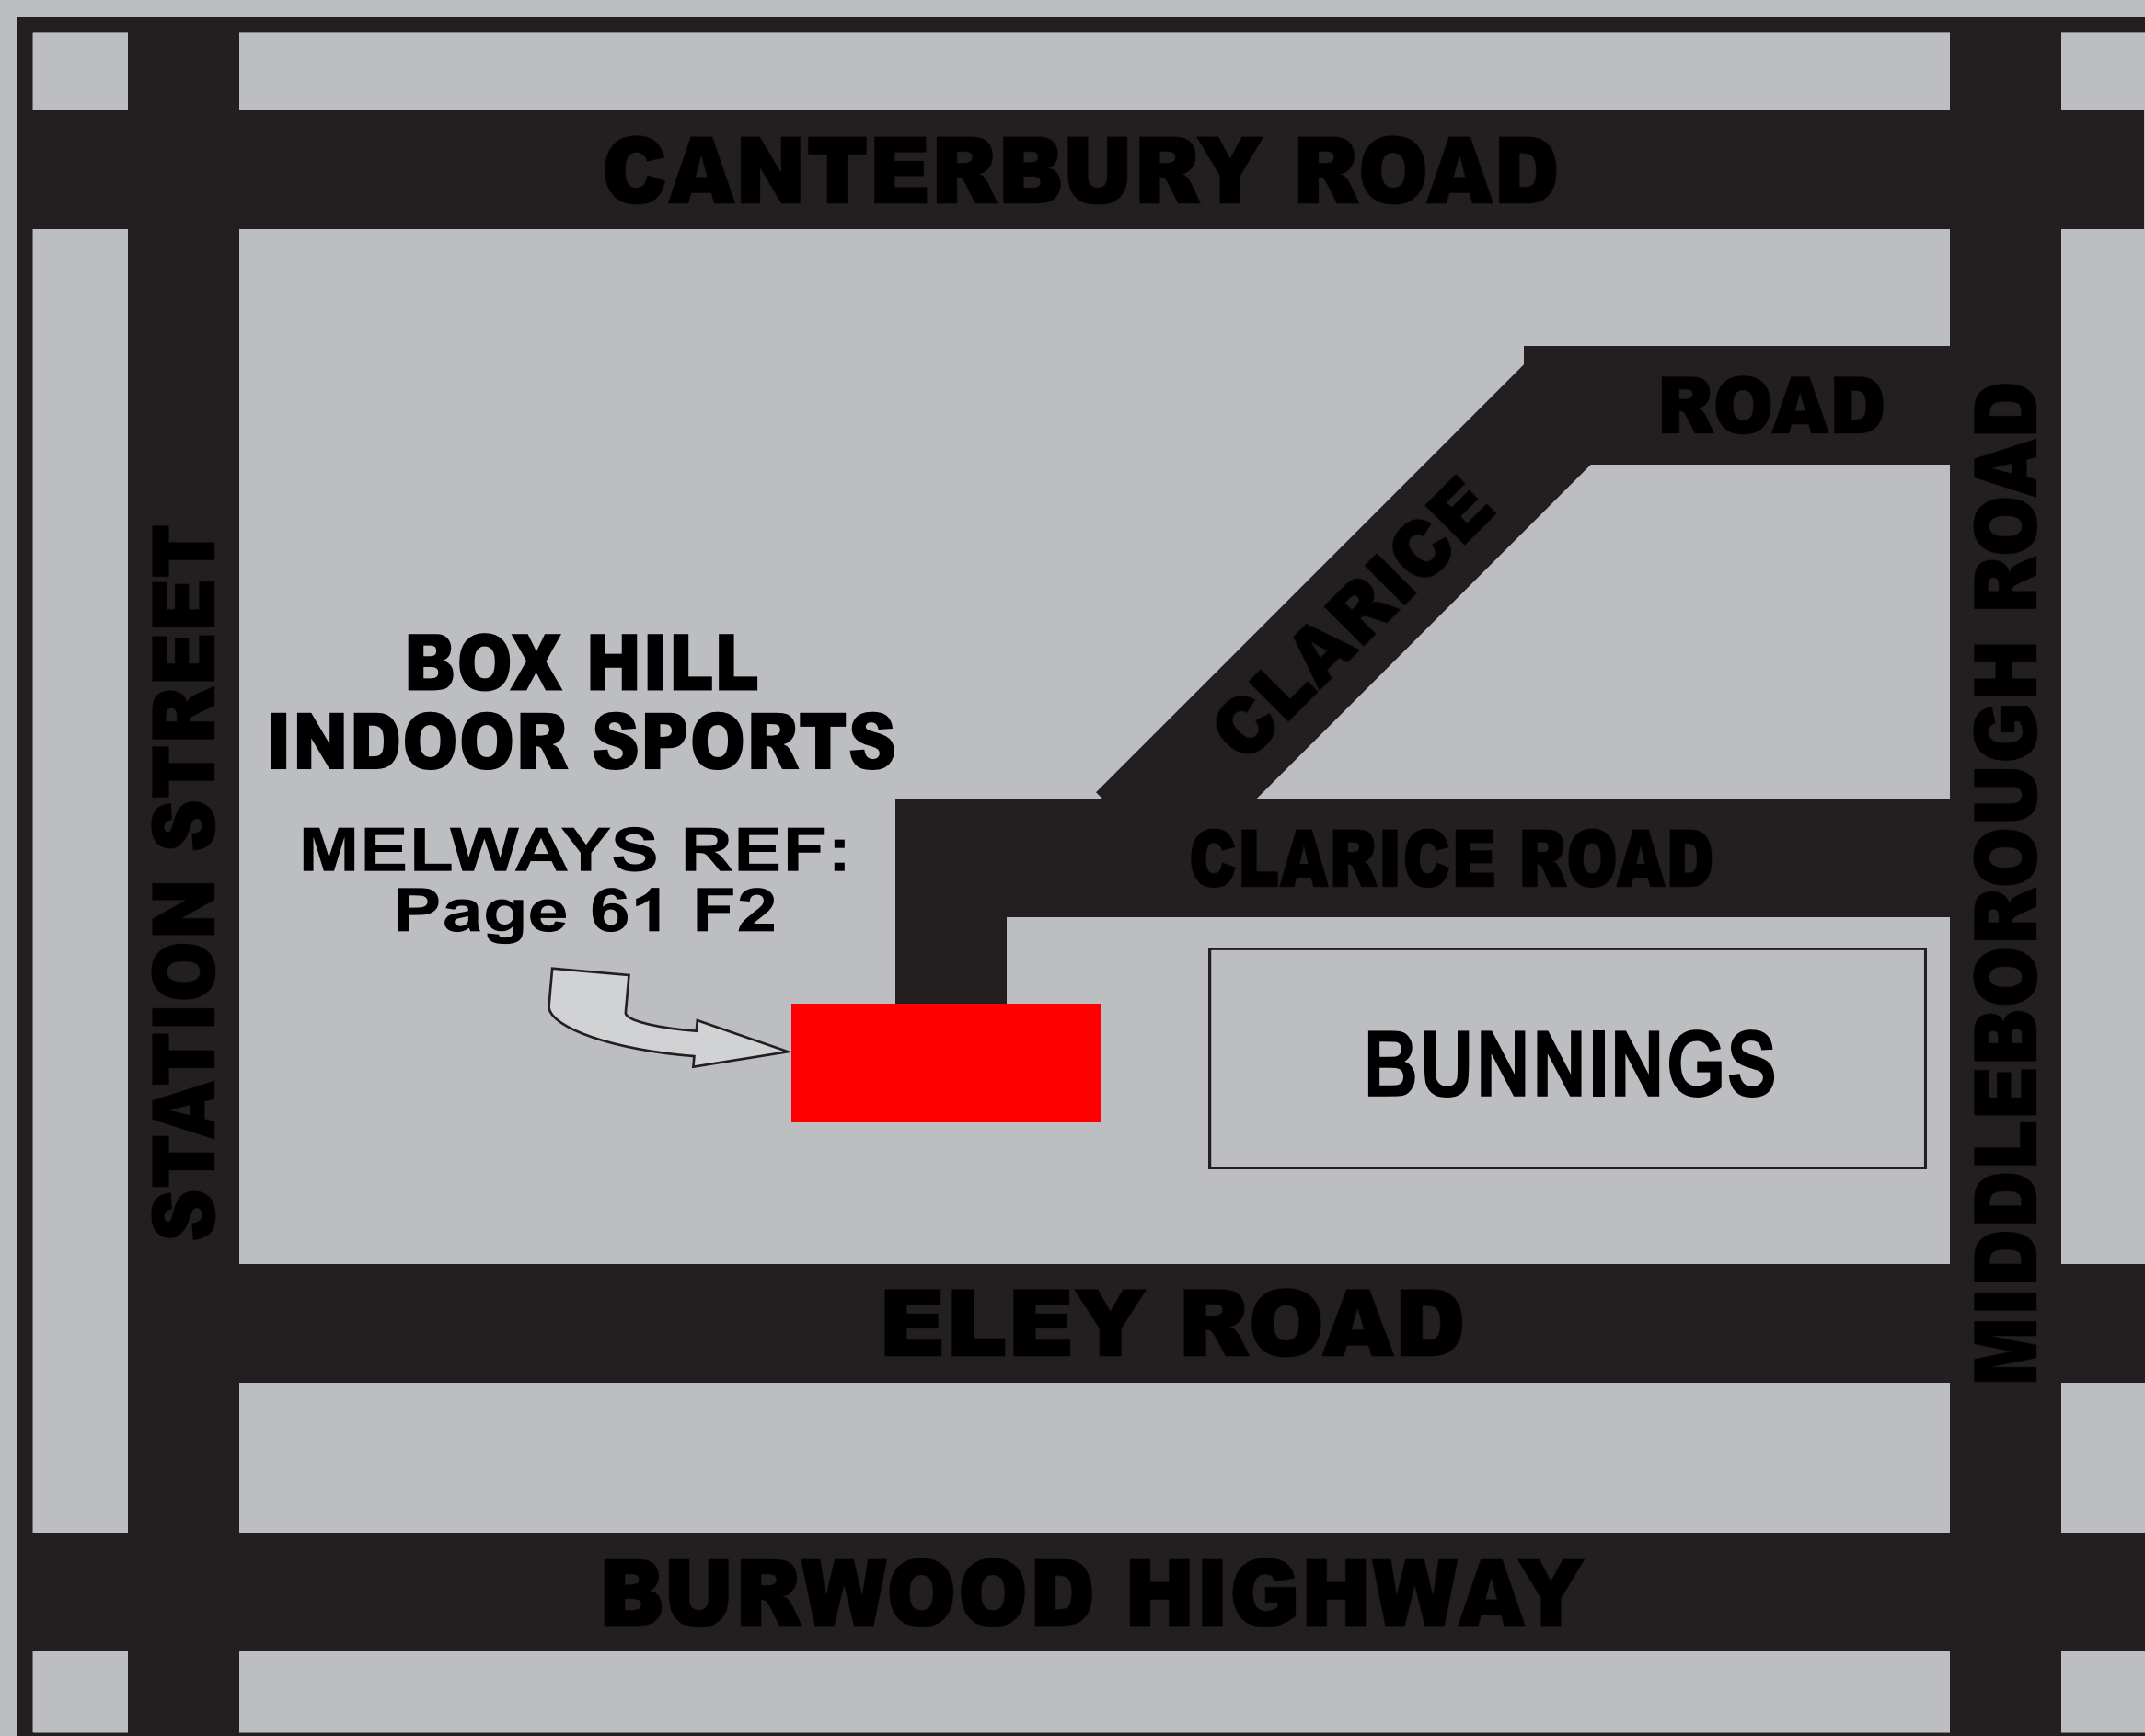 CANTERBURY ROAD
ROAD
CLARICE
STATION STREET
MIDDLEBOROUGH ROAD
BOX HILL
INDOOR SPORTS
MELWAYS REF:
Page 61 F2
CLARICE ROAD
BUNNINGS
ELEY ROAD
BURWOOD HIGHWAY